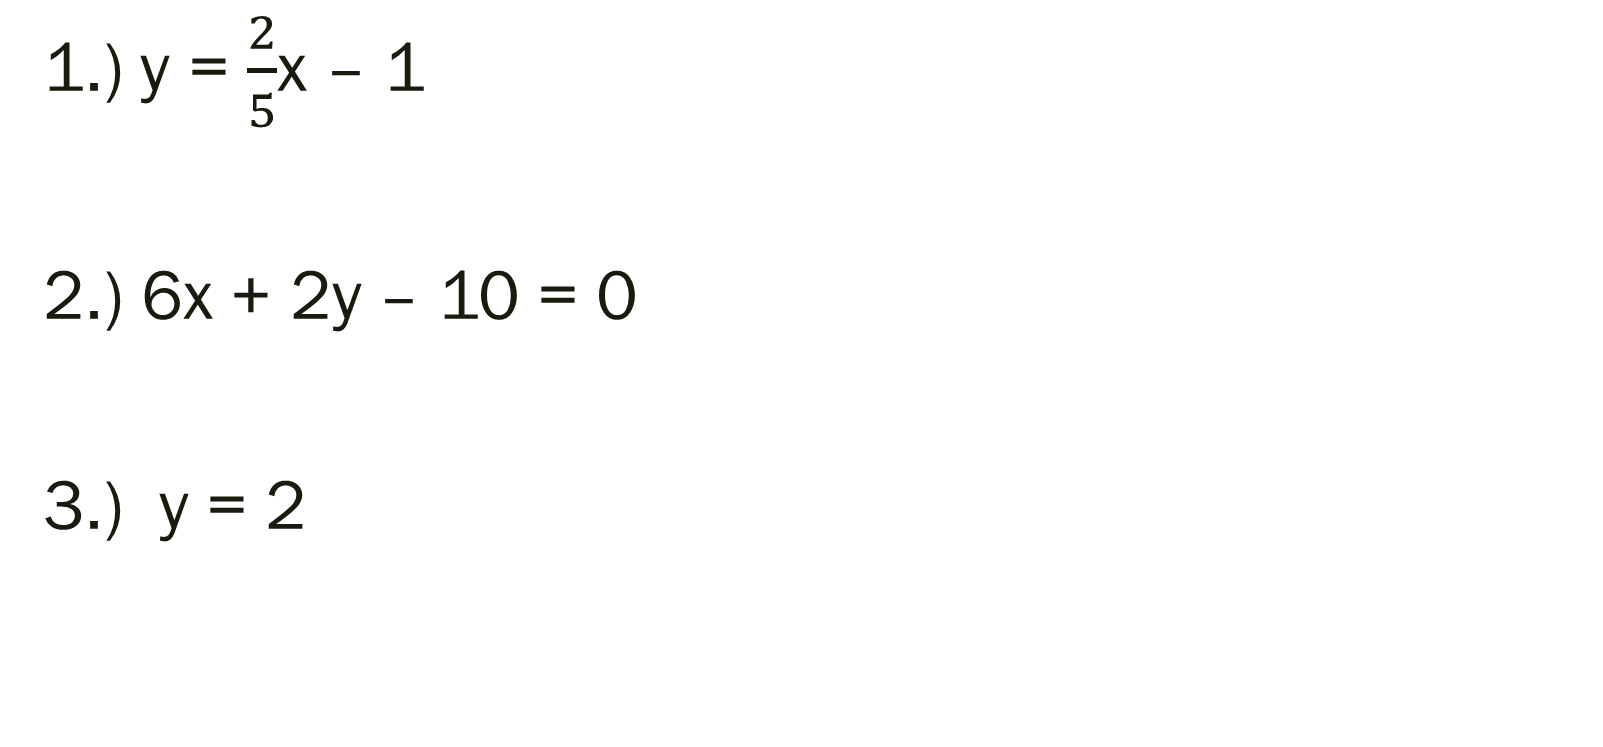 1.) y = 2/5x – 1
2.) 6x + 2y – 10 = 0
3.) y = 2